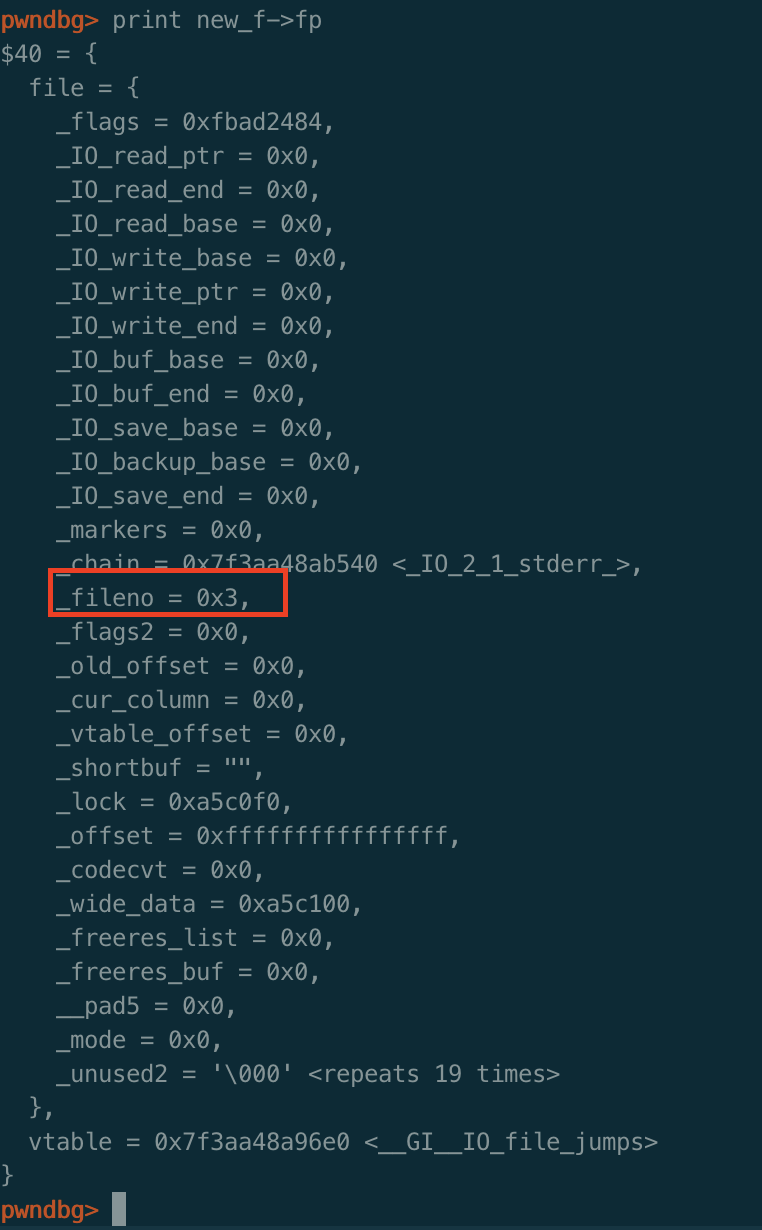 pwndbg> print new_f->fp
$40 = {
  file = {
    _flags = 0xfbad2484,
    _IO_read_ptr = 0x0,
    _IO_read_end = 0x0,
    _IO_read_base = 0x0,
    _IO_write_base = 0x0,
    _IO_write_ptr = 0x0,
    _IO_write_end = 0x0,
    _IO_buf_base = 0x0,
    _IO_buf_end = 0x0,
    _IO_save_base = 0x0,
    _IO_backup_base = 0x0,
    _IO_save_end = 0x0,
    _markers = 0x0,
    _chain = 0x7f3aa48ab540 <_IO_2_1_stderr_>,
    _fileno = 0x3,
    _flags2 = 0x0,
    _old_offset = 0x0,
    _cur_column = 0x0,
    _vtable_offset = 0x0,
    _shortbuf = "",
    _lock = 0xa5c0f0,
    _offset = 0xffffffffffffffff,
    _codecvt = 0x0,
    _wide_data = 0xa5c100,
    _freeres_list = 0x0,
    _freeres_buf = 0x0,
    __pad5 = 0x0,
    _mode = 0x0,
    _unused2 = '\000' <repeats 19 times>
  },
  vtable = 0x7f3aa48a96e0 <__GI__IO_file_jumps>
}
pwndbg>